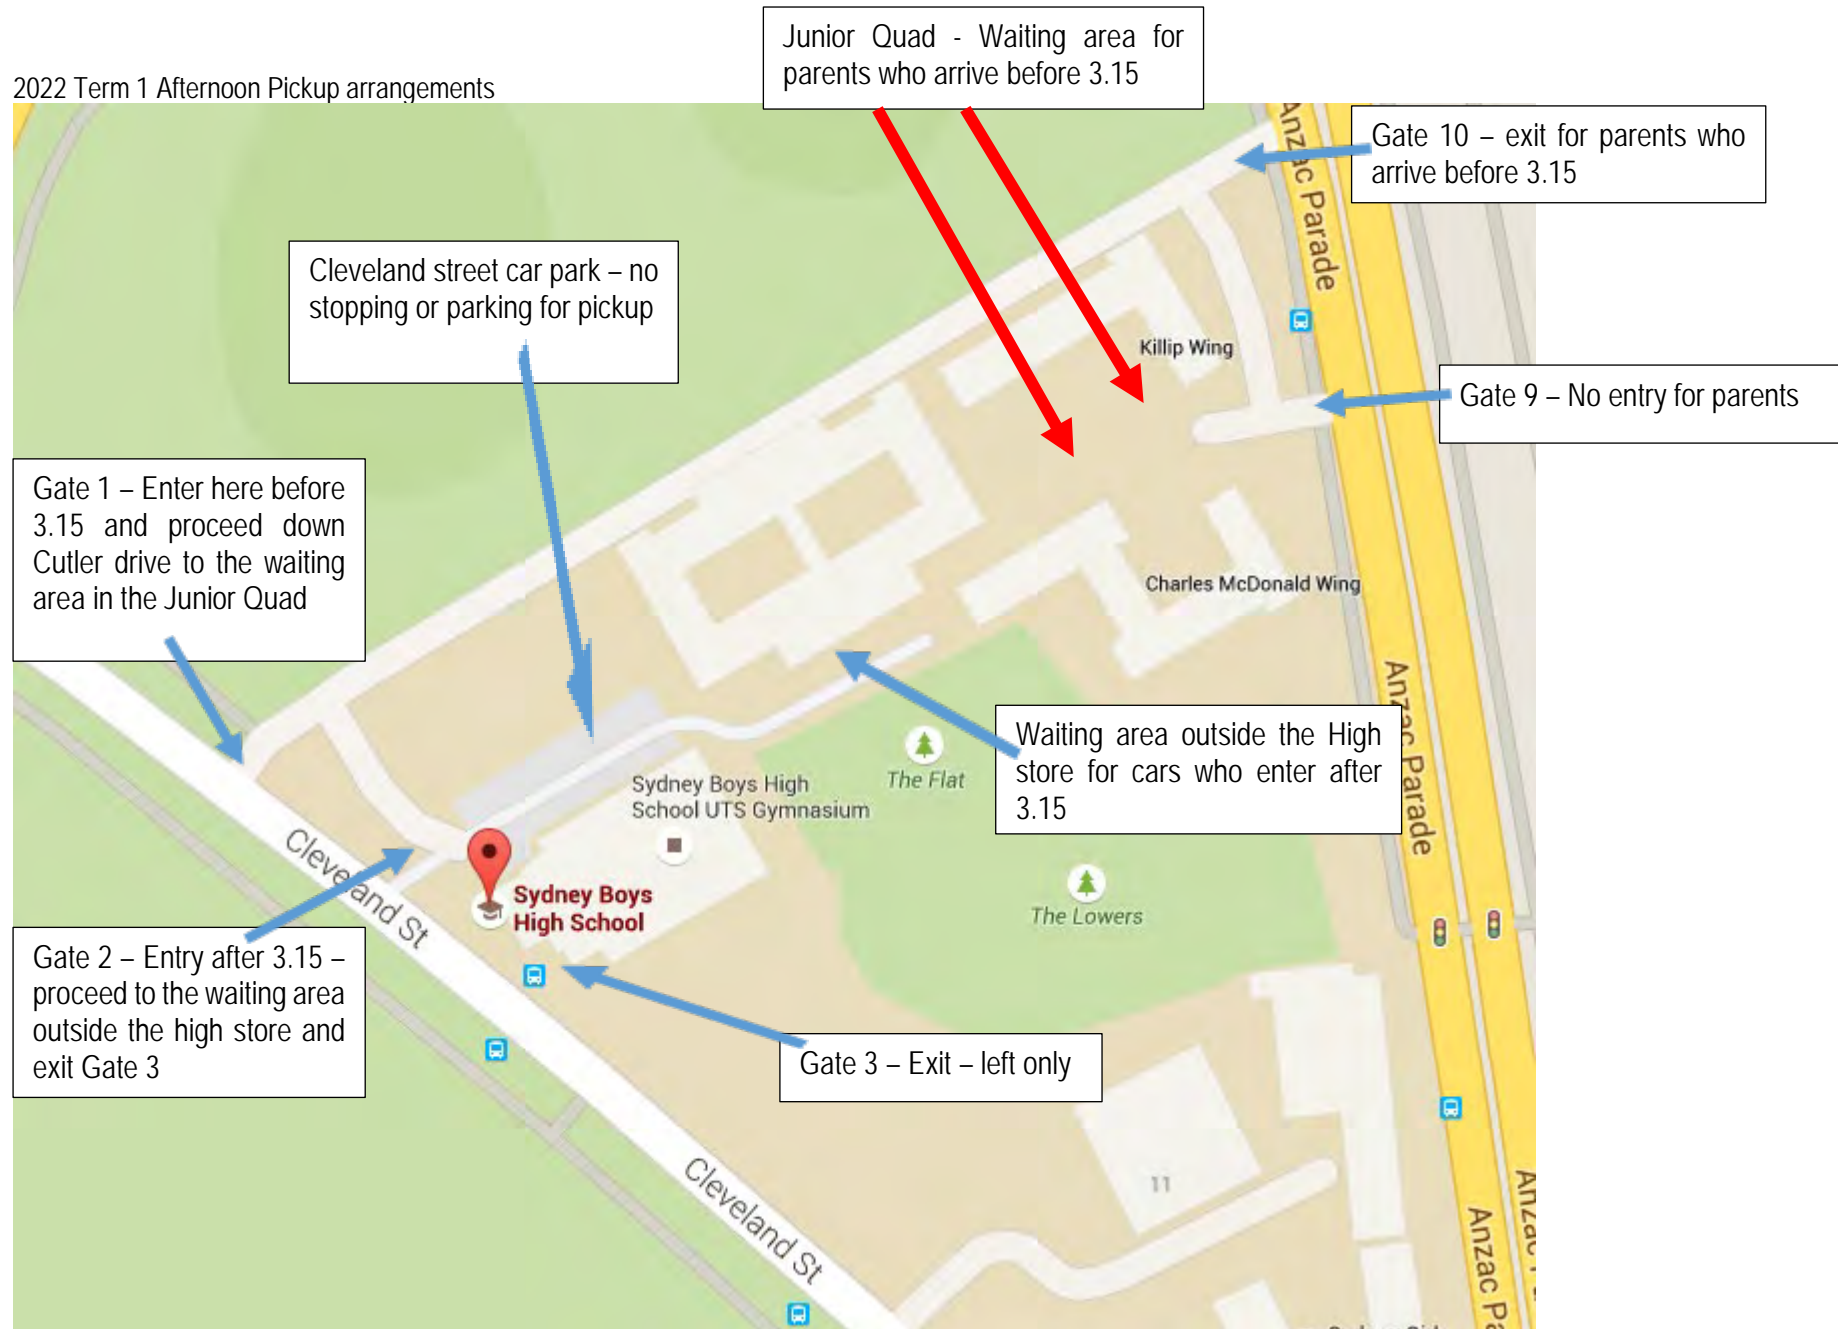 Junior Quad - Waiting area for
parents who arrive before 3.15
2022 Term 1 Afternoon Pickup arrangements
Gate 10 – exit for parents who
arrive before 3.15
Anzac Parade
Cleveland street car park – no
stopping or parking for pickup
Killip Wing
Gate 9 – No entry for parents
Gate 1 – Enter here before
3.15 and proceed down
Cutler drive to the waiting
area in the Junior Quad
Charles McDonald Wing
Anzac Parade
Waiting area outside the High
store for cars who enter after
3.15
The Flat
Sydney Boys High
School UTS Gymnasium
Cleveland St
Sydney Boys
High School
The Lowers
Gate 2 – Entry after 3.15 –
proceed to the waiting area
outside the high store and
exit Gate 3
Gate 3 – Exit – left only
11
Cleveland St
Anzac Pa
Anzac